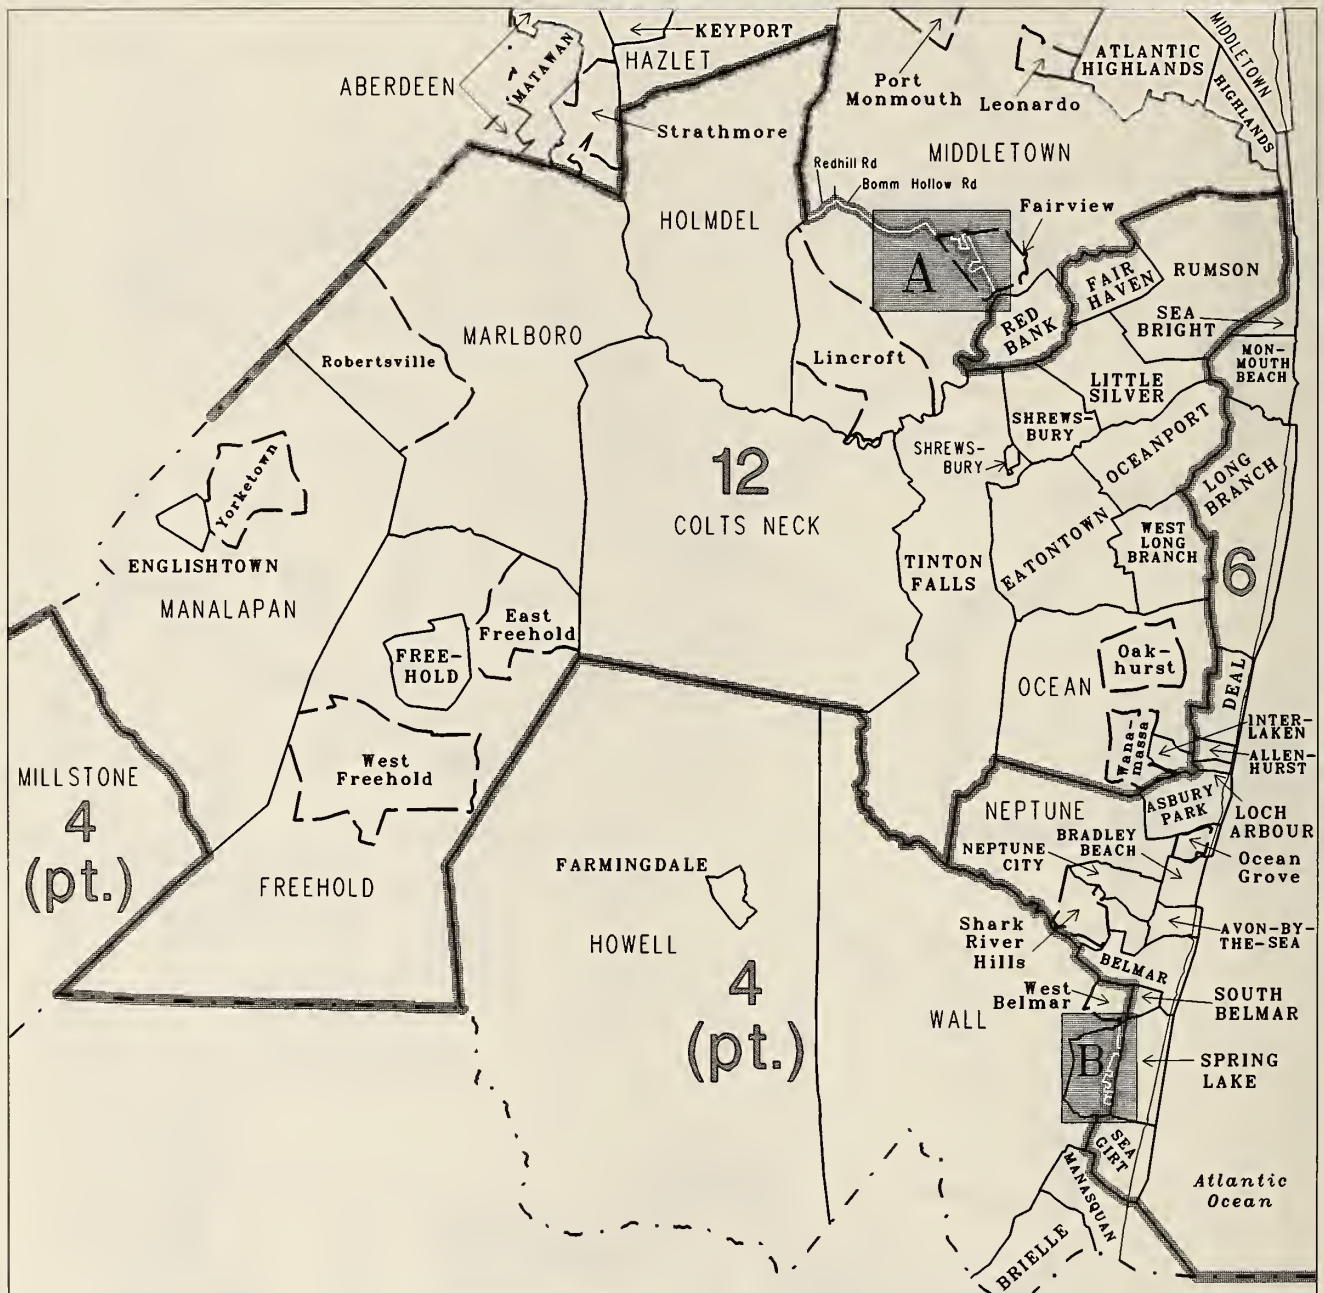 KEYPORT
MATAWAN
HAZLET
ABERDEEN
Strathmore
Port
Monmouth
Leonardo
ATLANTIC
HIGHLANDS
MIDDLETOWN
HIGHLANDS
MIDDLETOWN
Redhill Rd
Bomm Hollow Rd
HOLMDEL
Fairview
A
FAIR
HAVEN
RUMSON
RED
BANK
SEA
BRIGHT
MARLBORO
Robertsville
Lincroft
MON-
MOUTH
BEACH
LITTLE
SILVER
SHREWS-
BURY
SHREWS-
BURY
OCEANPORT
LONG
BRANCH
12
COLTS NECK
Yorketown
ENGLISHTOWN
MANALAPAN
TINTON
FALLS
EATONTOWN
WEST
LONG
BRANCH
6
East
Freehold
FREE-
HOLD
Oak-
hurst
OCEAN
DEAL
Wana-
massa
INTER-
LAKEN
ALLEN-
HURST
West
Freehold
MILLSTONE
4
(pt.)
NEPTUNE
ASBURY
PARK
LOCH
ARBOUR
BRADLEY
BEACH
NEPTUNE
CITY
Ocean
Grove
FREEHOLD
FARMINGDALE
HOWELL
4
(pt.)
Shark
River
Hills
AVON-BY-
THE-SEA
BELMAR
West
Belmar
SOUTH
BELMAR
WALL
B
SPRING
LAKE
SEA
GIRT
MANASQUAN
BRIELLE
Atlantic
Ocean